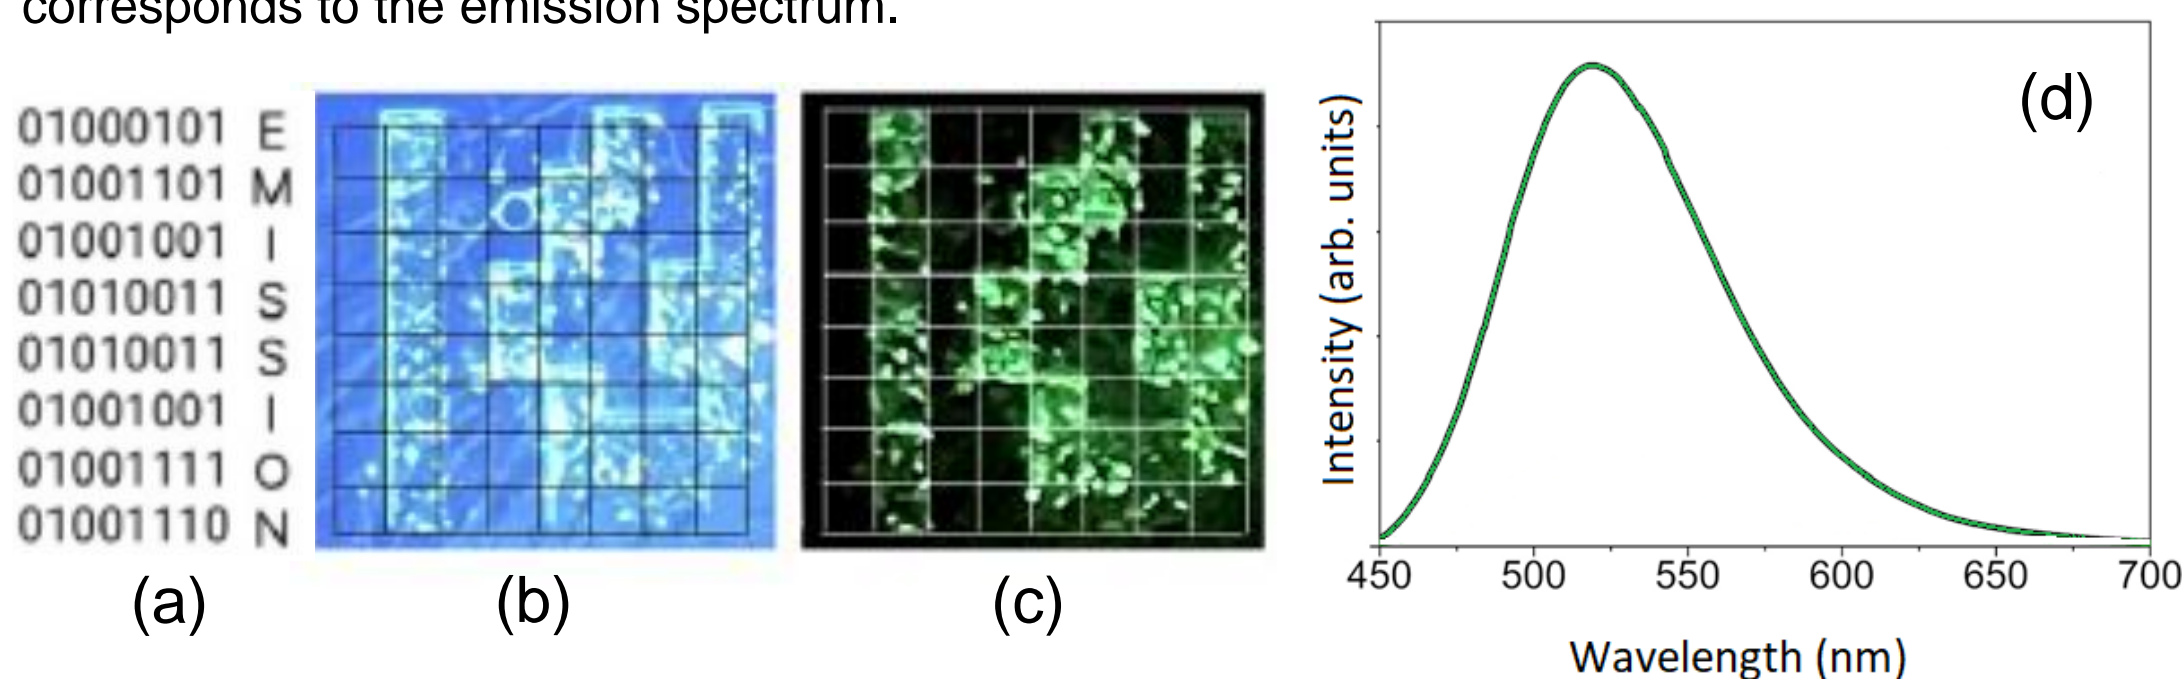 corresponds to the emission spectrum.
01000101 E
01001101 M
01001001 I
01010011 S
01010011 S
01001001 I
01001111 O
01001110 N
(a)
(b)
(c)
(d)
Intensity (arb. units)
450 500 550 600 650 700
Wavelength (nm)